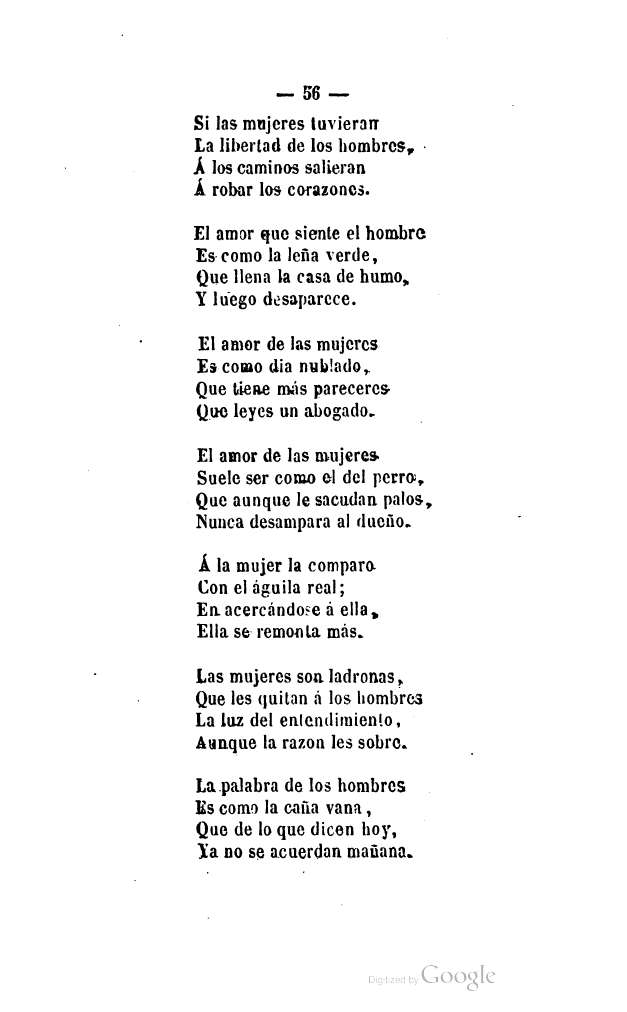 — 56 —
Si las mujeres tuvieran
La libertad de los hombres,
Á los caminos salieran
Á robar los corazones.
El amor que siente el hombre
Es como la leña verde,
Que llena la casa de humo,
Y luego desaparece.
El amor de las mujeres
Es como dia nublado,
Que tiene más pareceres
Que leyes un abogado.
El amor de las mujeres
Suele ser como el del perro,
Que aunque le sacudan palos,
Nunca desampara al dueño.
Á la mujer la comparo
Con el águila real;
En acercándose á ella,
Ella se remonta más.
Las mujeres son ladronas,
Que les quitan á los hombres
La luz del entendimiento,
Aunque la razon les sobre.
La palabra de los hombres
Es como la caña vana,
Que de lo que dicen hoy,
Ya no se acuerdan mañana.
Digitized by Google